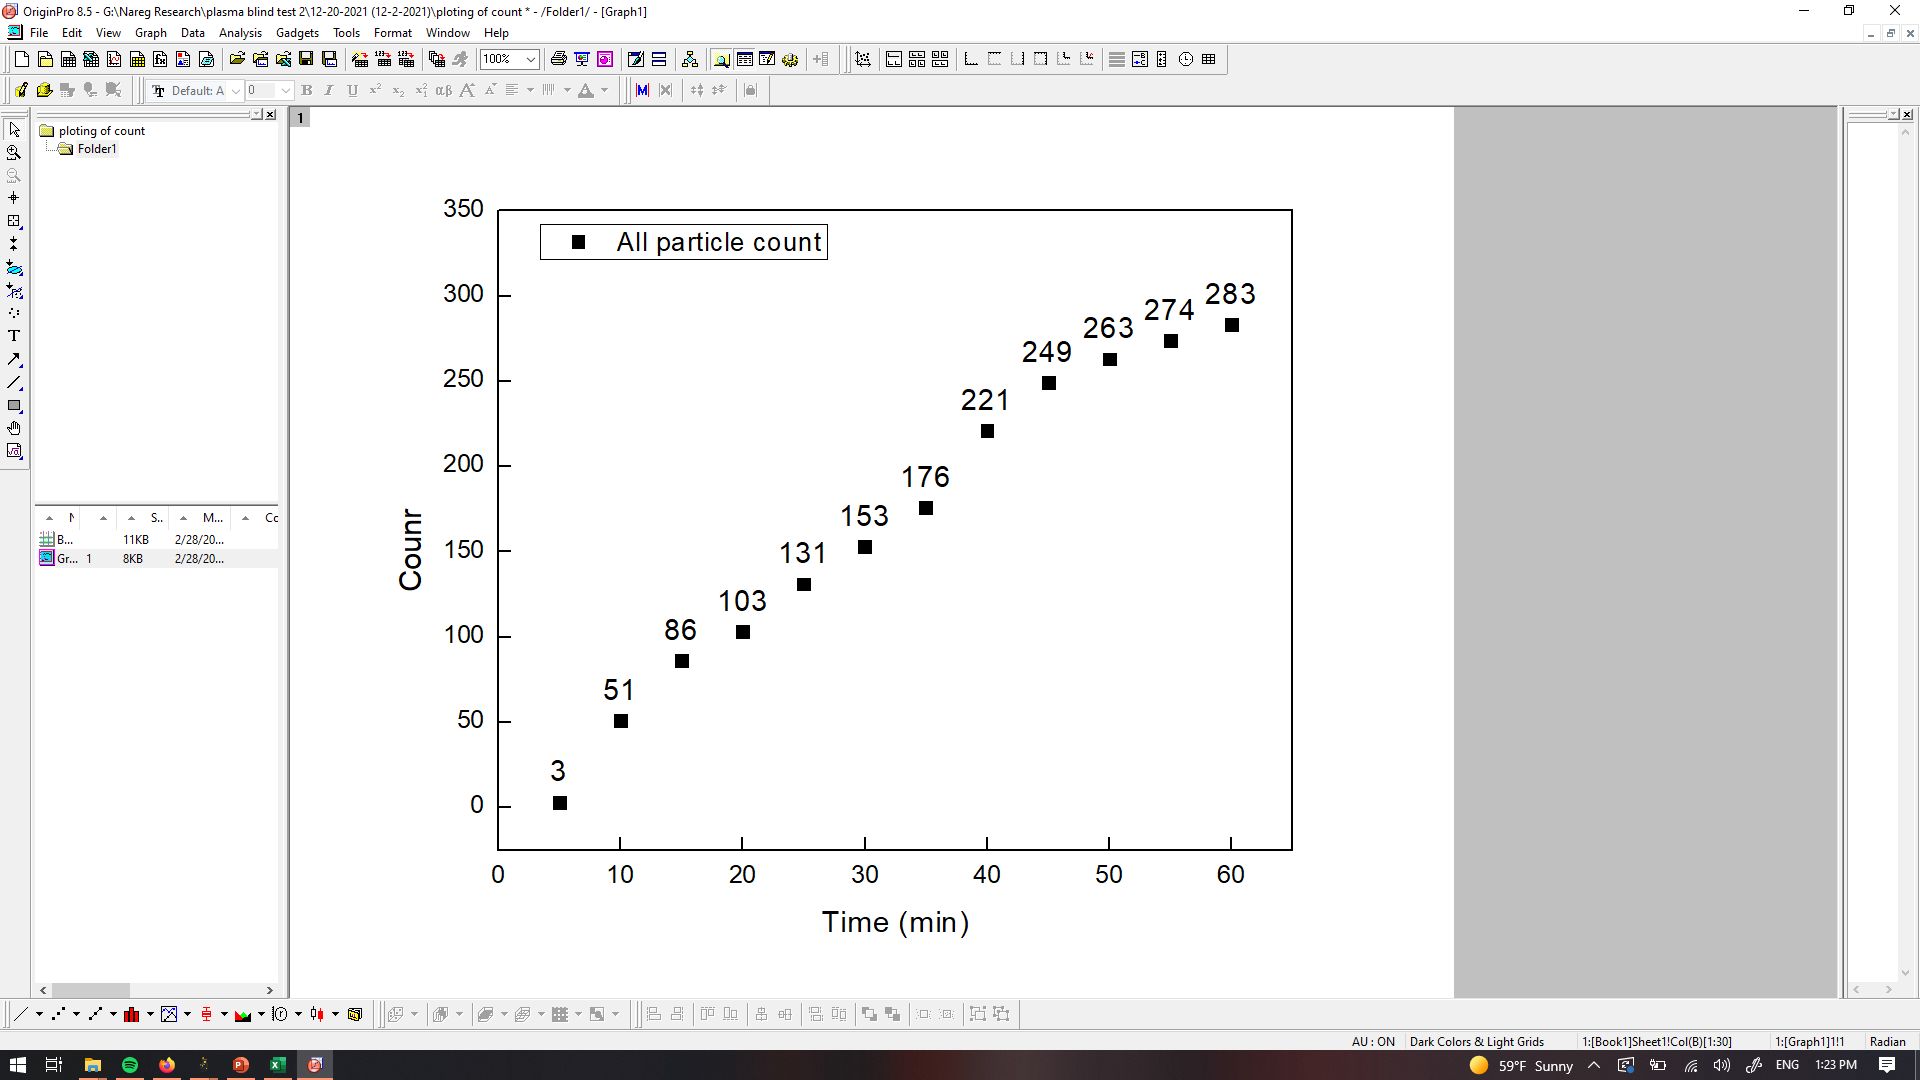 OriginPro 8.5 - G:\Nareg Research\plasma blind test 2\12-20-2021 (12-2-2021)\ploting of count * - /Folder1/ - [Graph1]
File Edit View Graph Data Analysis Gadgets Tools Format Window Help
100%
Default: A 0 B I U x² x₂ αβ A A A M
1
ploting of count
Folder1
T
S.. M... Co
B... 11KB 2/28/20...
Gr... 1 8KB 2/28/20...
350
300
250
200
150
100
50
0
Counr
All particle count
3
51
86
103
131
153
176
221
249
263
274
283
0 10 20 30 40 50 60
Time (min)
AU : ON Dark Colors & Light Grids 1:[Book1]Sheet1!Col(B)[1:30] 1:[Graph1]1!1 Radian
59°F Sunny ENG 1:23 PM